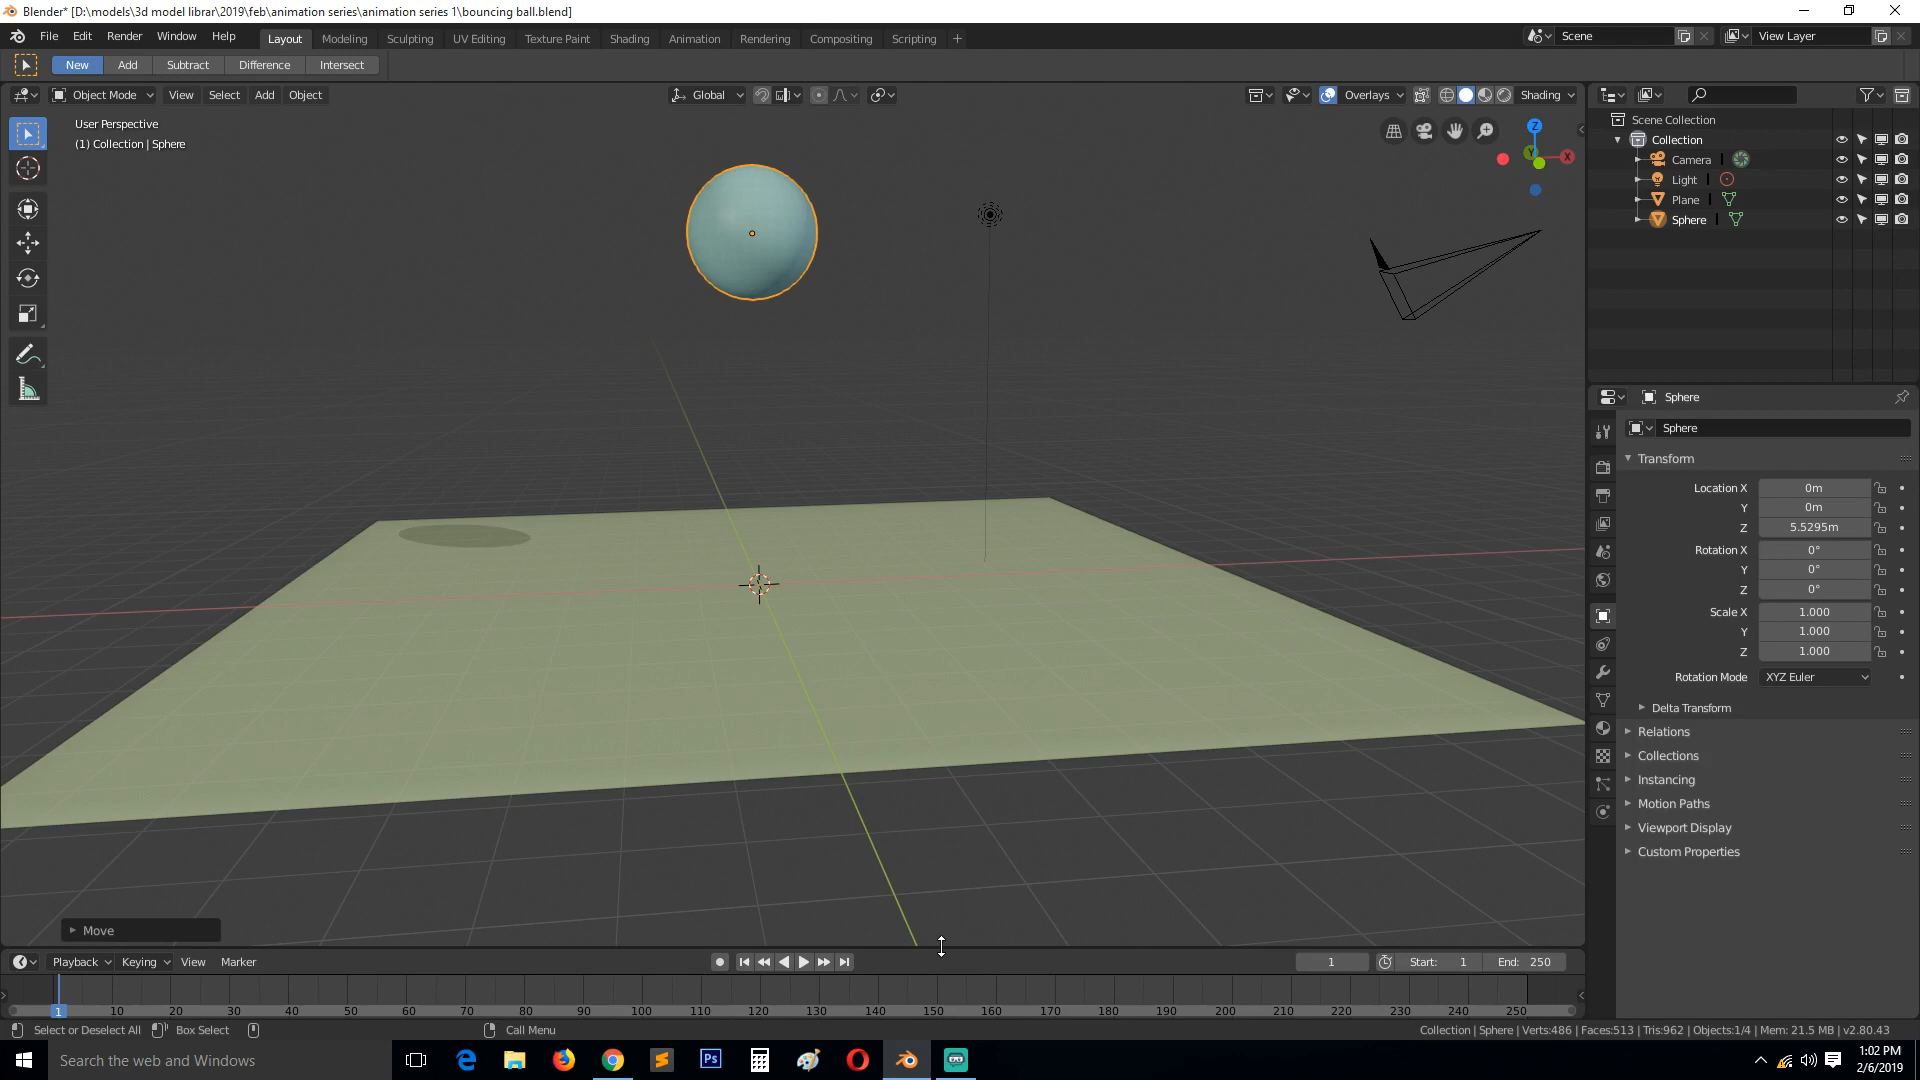 Blender* [D:\models\3d model librar\2019\feb\animation series\animation series 1\bouncing ball.blend]
File Edit Render Window Help Layout Modeling Sculpting UV Editing Texture Paint Shading Animation Rendering Compositing Scripting + Scene View Layer
New Add Subtract Difference Intersect
Object Mode View Select Add Object Global Overlays Shading
User Perspective
(1) Collection | Sphere
Z
Y
X
Scene Collection
Collection
Camera
Light
Plane
Sphere
Sphere
Sphere
Transform
Location X 0m
Y 0m
Z 5.5295m
Rotation X 0°
Y 0°
Z 0°
Scale X 1.000
Y 1.000
Z 1.000
Rotation Mode XYZ Euler
Delta Transform
Relations
Collections
Instancing
Motion Paths
Viewport Display
Custom Properties
Move
Playback Keying View Marker 1 Start: 1 End: 250
1 10 20 30 40 50 60 70 80 90 100 110 120 130 140 150 160 170 180 190 200 210 220 230 240 250
Select or Deselect All Box Select Call Menu Collection | Sphere | Verts:486 | Faces:513 | Tris:962 | Objects:1/4 | Mem: 21.5 MB | v2.80.43
Search the web and Windows Ps 1:02 PM
2/6/2019